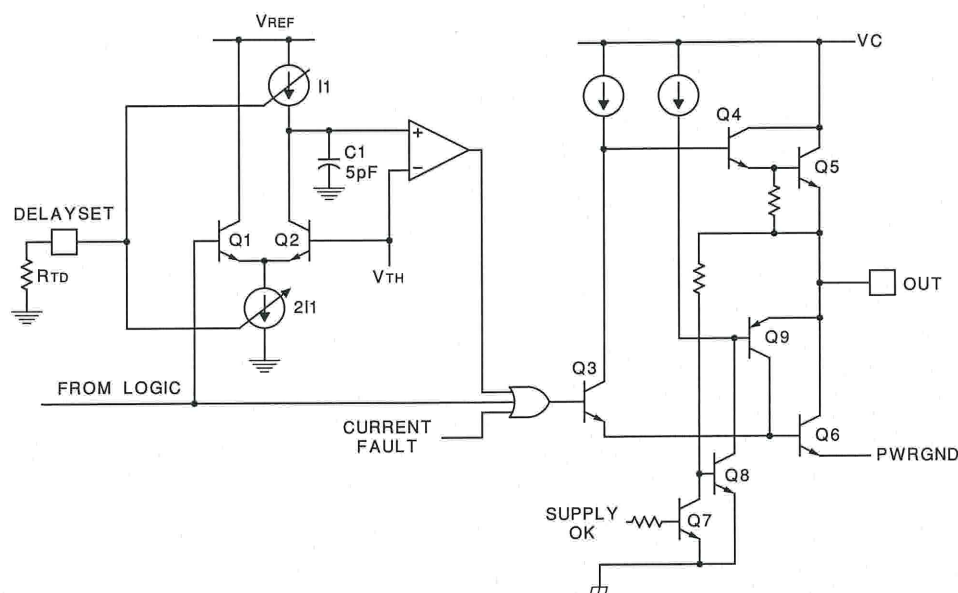 VREF
I1
C1
5pF
+
−
DELAYSET
RTD
Q1
Q2
VTH
2I1
FROM LOGIC
CURRENT
FAULT
VC
Q4
Q5
OUT
Q9
Q3
Q6
PWRGND
Q8
SUPPLY
OK
Q7